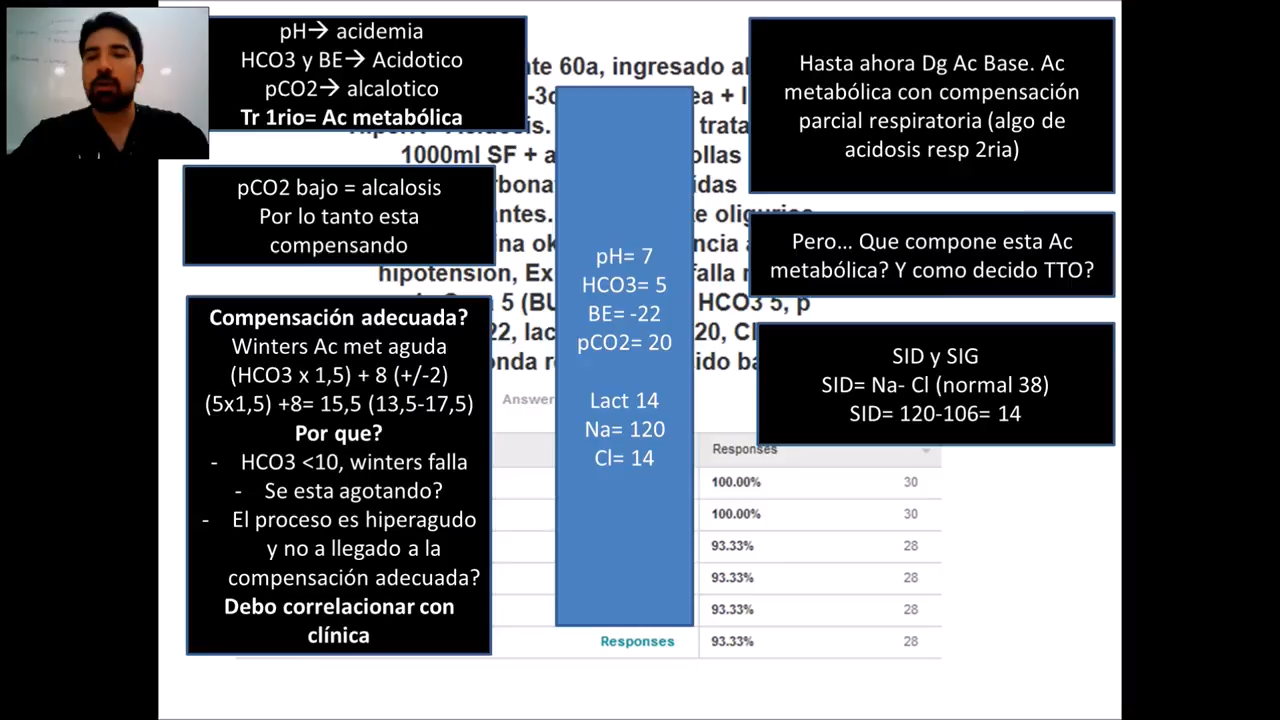 pH→ acidemia
HCO3 y BE→ Acidotico
pCO2→ alcalotico
Tr 1rio= Ac metabólica
pCO2 bajo = alcalosis
Por lo tanto esta
compensando
Compensación adecuada?
Winters Ac met aguda
(HCO3 x 1,5) + 8 (+/-2)
(5x1,5) +8= 15,5 (13,5-17,5)
Por que?
- HCO3 <10, winters falla
- Se esta agotando?
- El proceso es hiperagudo
y no a llegado a la
compensación adecuada?
Debo correlacionar con
clínica
60a, ingresado
1000ml SF +
hipotensión,
5
HCO3 5, p
pH= 7
HCO3= 5
BE= -22
pCO2= 20
Lact 14
Na= 120
Cl= 14
Hasta ahora Dg Ac Base. Ac
metabólica con compensación
parcial respiratoria (algo de
acidosis resp 2ria)
Pero... Que compone esta Ac
metabólica? Y como decido TTO?
SID y SIG
SID= Na- Cl (normal 38)
SID= 120-106= 14
Answer
Responses
100.00% 30
100.00% 30
93.33% 28
93.33% 28
93.33% 28
Responses 93.33% 28